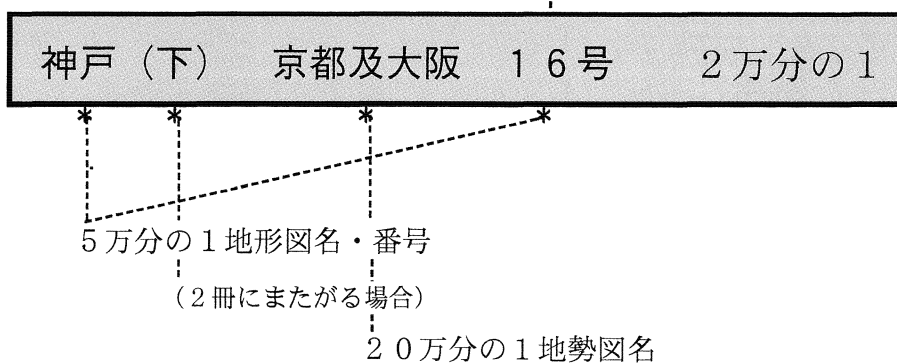 神戸（下）　京都及大阪　１６号　２万分の１
５万分の１地形図名・番号
（２冊にまたがる場合）
２０万分の１地勢図名